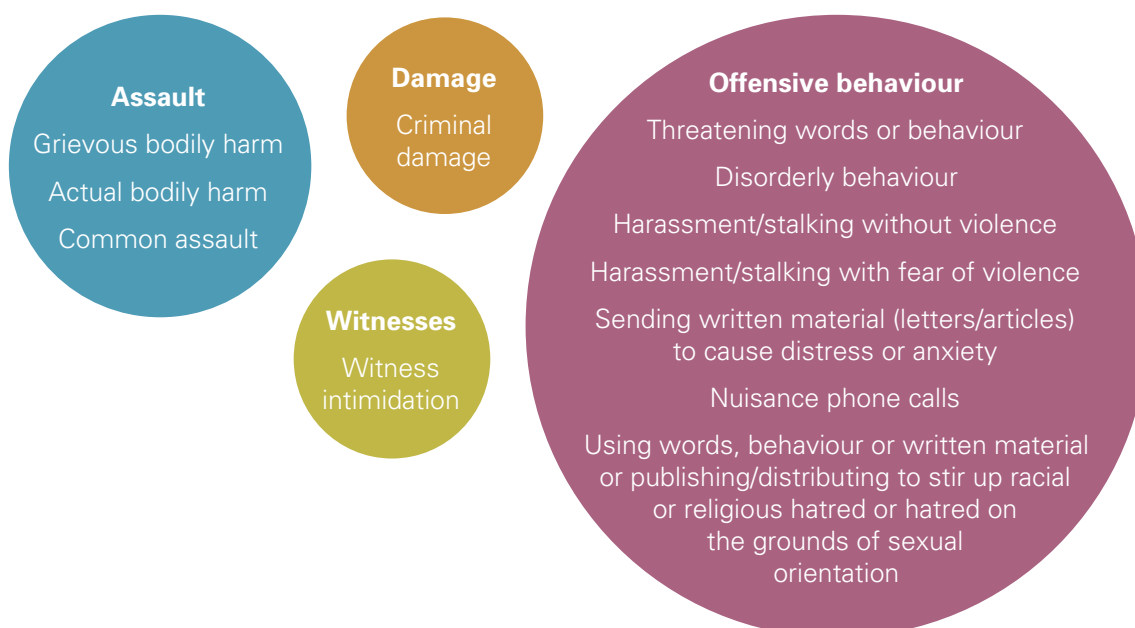 Assault
Grievous bodily harm
Actual bodily harm
Common assault
Damage
Criminal
damage
Witnesses
Witness
intimidation
Offensive behaviour
Threatening words or behaviour
Disorderly behaviour
Harassment/stalking without violence
Harassment/stalking with fear of violence
Sending written material (letters/articles)
to cause distress or anxiety
Nuisance phone calls
Using words, behaviour or written material
or publishing/distributing to stir up racial
or religious hatred or hatred on
the grounds of sexual
orientation